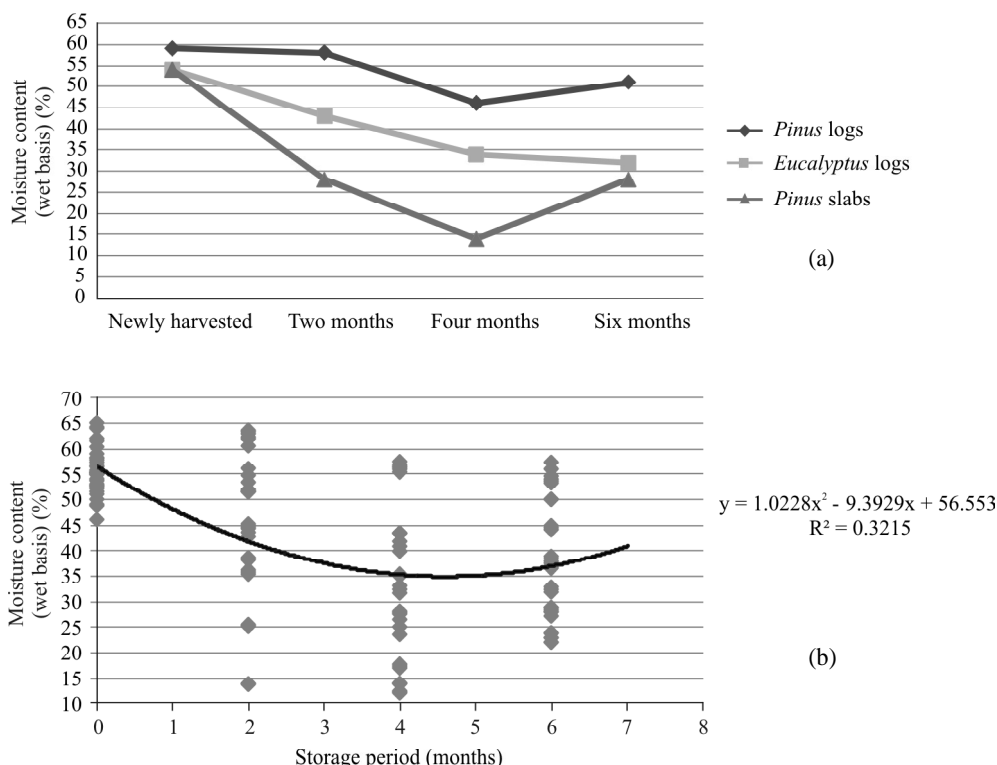 65
60
55
50
45
40
35
30
25
20
15
10
5
0
Moisture content
(wet basis) (%)
Newly harvested
Two months
Four months
Six months
Pinus logs
Eucalyptus logs
Pinus slabs
(a)
70
65
60
55
50
45
40
35
30
25
20
15
10
Moisture content
(wet basis) (%)
0 1 2 3 4 5 6 7 8
Storage period (months)
y = 1.0228x² - 9.3929x + 56.553
R² = 0.3215
(b)